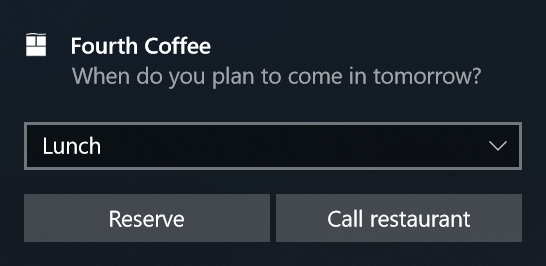 Fourth Coffee
When do you plan to come in tomorrow?
Lunch
Reserve
Call restaurant